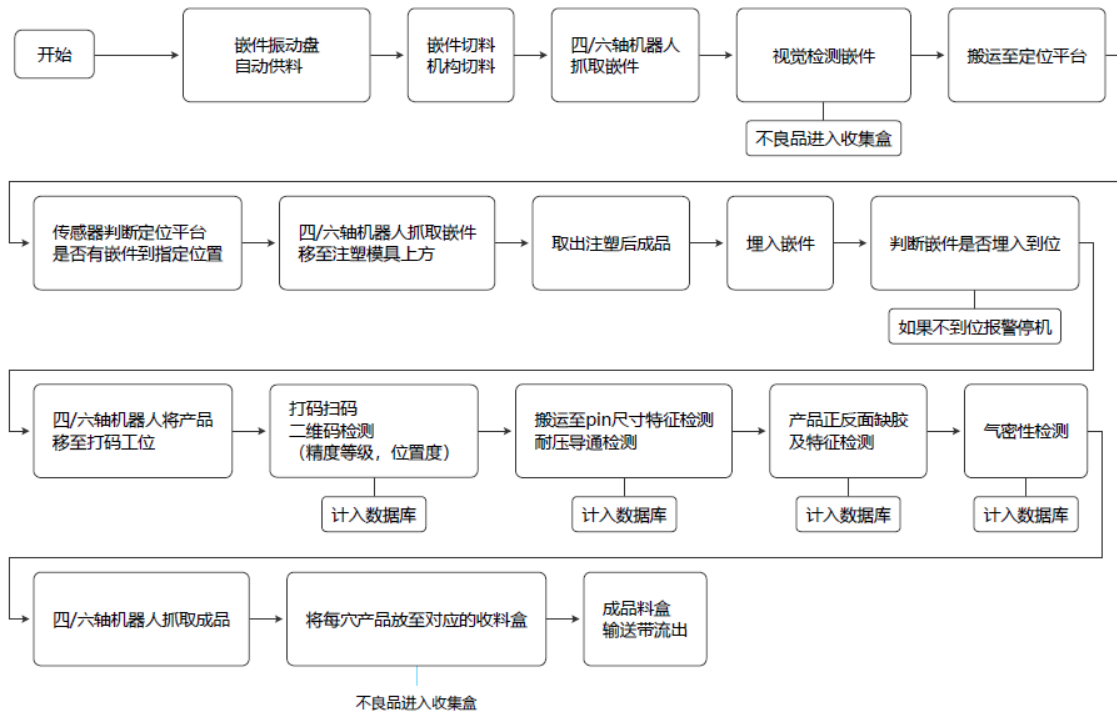 开始
嵌件振动盘
自动供料
嵌件切料
机构切料
四/六轴机器人
抓取嵌件
视觉检测嵌件
搬运至定位平台
不良品进入收集盒
传感器判断定位平台
是否有嵌件到指定位置
四/六轴机器人抓取嵌件
移至注塑模具上方
取出注塑后成品
埋入嵌件
判断嵌件是否埋入到位
如果不到位报警停机
四/六轴机器人将产品
移至打码工位
打码扫码
二维码检测
（精度等级，位置度）
搬运至pin尺寸特征检测
耐压导通检测
产品正反面缺胶
及特征检测
气密性检测
计入数据库
计入数据库
计入数据库
计入数据库
四/六轴机器人抓取成品
将每穴产品放至对应的收料盒
成品料盒
输送带流出
不良品进入收集盒